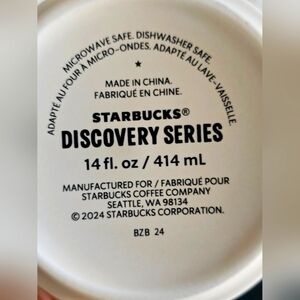 MICROWAVE SAFE. DISHWASHER SAFE.
ADAPTÉ AU FOUR À MICRO-ONDES. ADAPTÉ AU LAVE-VAISSELLE.
MADE IN CHINA.
FABRIQUÉ EN CHINE.
STARBUCKS®
DISCOVERY SERIES
14 fl. oz / 414 mL
MANUFACTURED FOR / FABRIQUÉ POUR
STARBUCKS COFFEE COMPANY
SEATTLE, WA 98134
©2024 STARBUCKS CORPORATION.
BZB 24